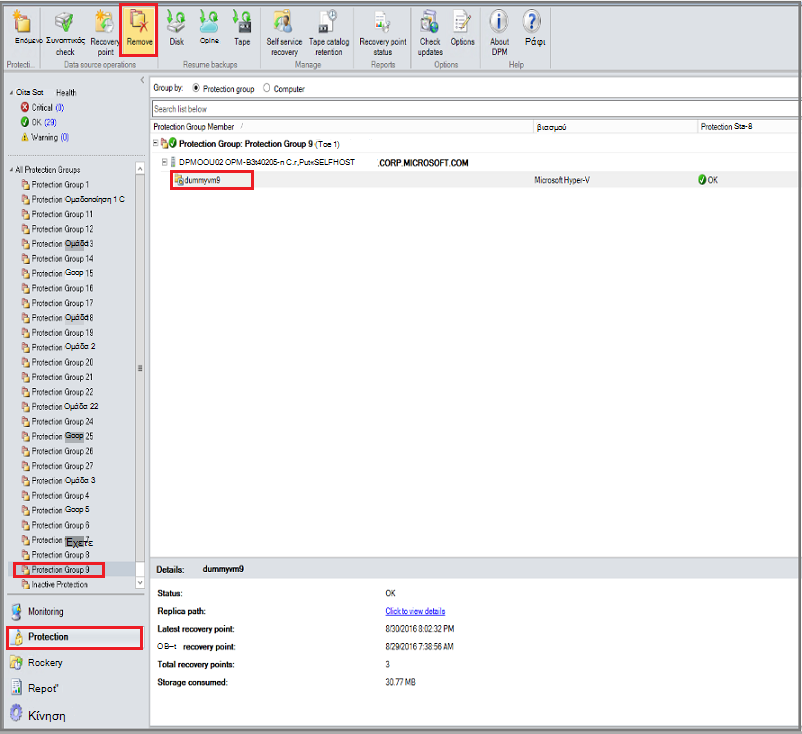 Επόμενο Συνοπτικός check Recovery point Remove Disk Opine Tape Self service recovery Tape catalog retention Recovery point status Check updates Options About DPM Ράφι
Protecti... Data source operations Resume backups Manage Reports Options Help
Oita Sot Health
Critical (0)
OK (29)
Warning (0)
All Protection Groups
Protection Group 1
Protection Ομαδοποίηση 1 C
Protection Group 11
Protection Group 12
Protection Ομάδα 3
Protection Group 14
Protection Goop 15
Protection Group 16
Protection Group 17
Protection Ομάδα 8
Protection Group 19
Protection Ομάδα 2
Protection Group 20
Protection Group 21
Protection Group 22
Protection Ομάδα 22
Protection Group 24
Protection Goop 25
Protection Group 26
Protection Group 27
Protection Ομάδα 3
Protection Group 4
Protection Goop 5
Protection Group 6
Protection Έχετε 7
Protection Group 8
Protection Group 9
Inactive Protection
Monitoring
Protection
Rockery
Repot"
Κίνηση
Group by: Protection group Computer
Search list below
Protection Group Member / βιασμού Protection Sta-8
Protection Group: Protection Group 9 (Τοe 1)
DPMOOU02 OPM-B3t40205-n C.r,Put«SELFHOST .CORP.MICROSOFT.COM
dummyvm9 Microsoft Hyper-V OK
Details: dummyvm9
Status: OK
Replica path: Click to view details
Latest recovery point: 8/30/2016 8:02:32 PM
OB-t recovery point: 8/29/2016 7:38:56 AM
Total recovery points: 3
Storage consumed: 30.77 MB